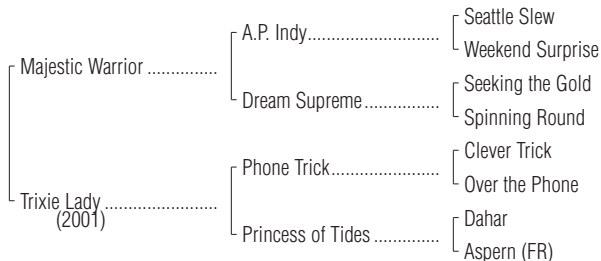 Seattle Slew
A.P. Indy........................
Weekend Surprise
Majestic Warrior ...............
Seeking the Gold
Dream Supreme................
Spinning Round
Clever Trick
Phone Trick.......................
Over the Phone
Trixie Lady ........................
(2001)
Dahar
Princess of Tides ..............
Aspern (FR)